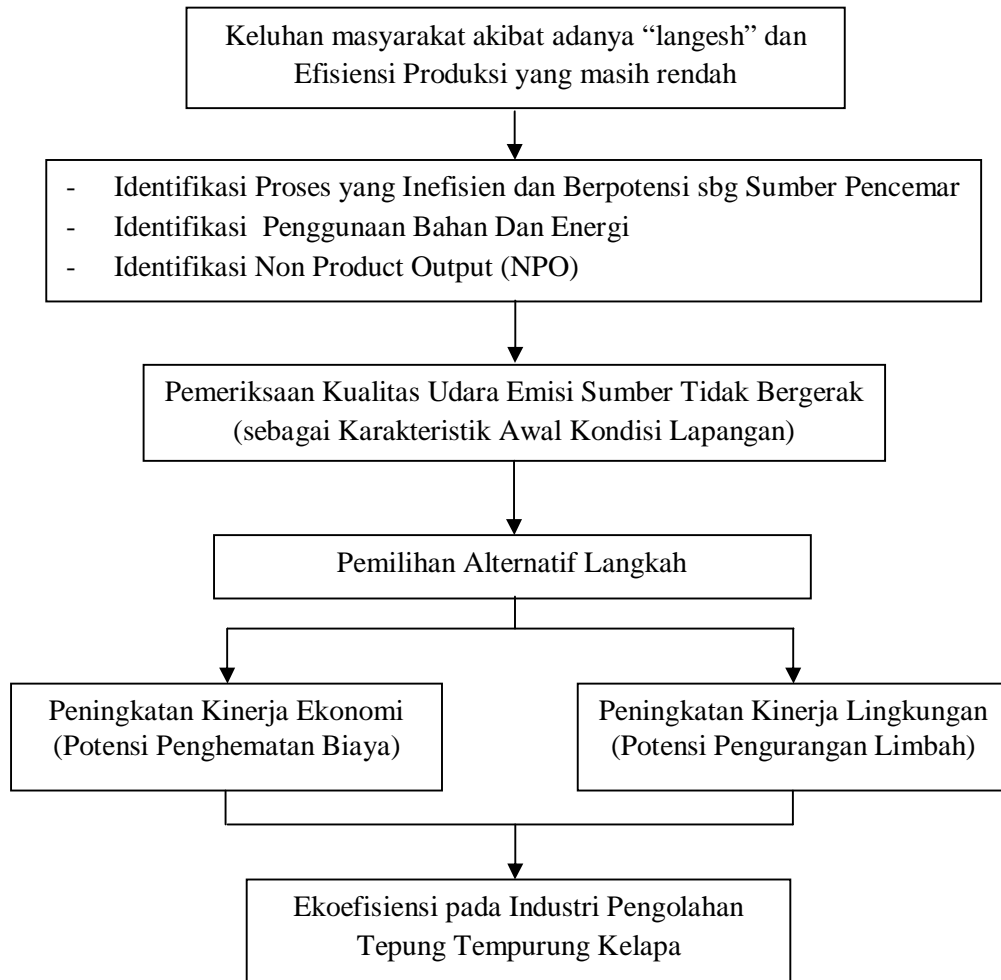 Keluhan masyarakat akibat adanya “langesh” dan
Efisiensi Produksi yang masih rendah
- Identifikasi Proses yang Inefisien dan Berpotensi sbg Sumber Pencemar
- Identifikasi Penggunaan Bahan Dan Energi
- Identifikasi Non Product Output (NPO)
Pemeriksaan Kualitas Udara Emisi Sumber Tidak Bergerak
(sebagai Karakteristik Awal Kondisi Lapangan)
Pemilihan Alternatif Langkah
Peningkatan Kinerja Ekonomi
(Potensi Penghematan Biaya)
Peningkatan Kinerja Lingkungan
(Potensi Pengurangan Limbah)
Ekoefisiensi pada Industri Pengolahan
Tepung Tempurung Kelapa